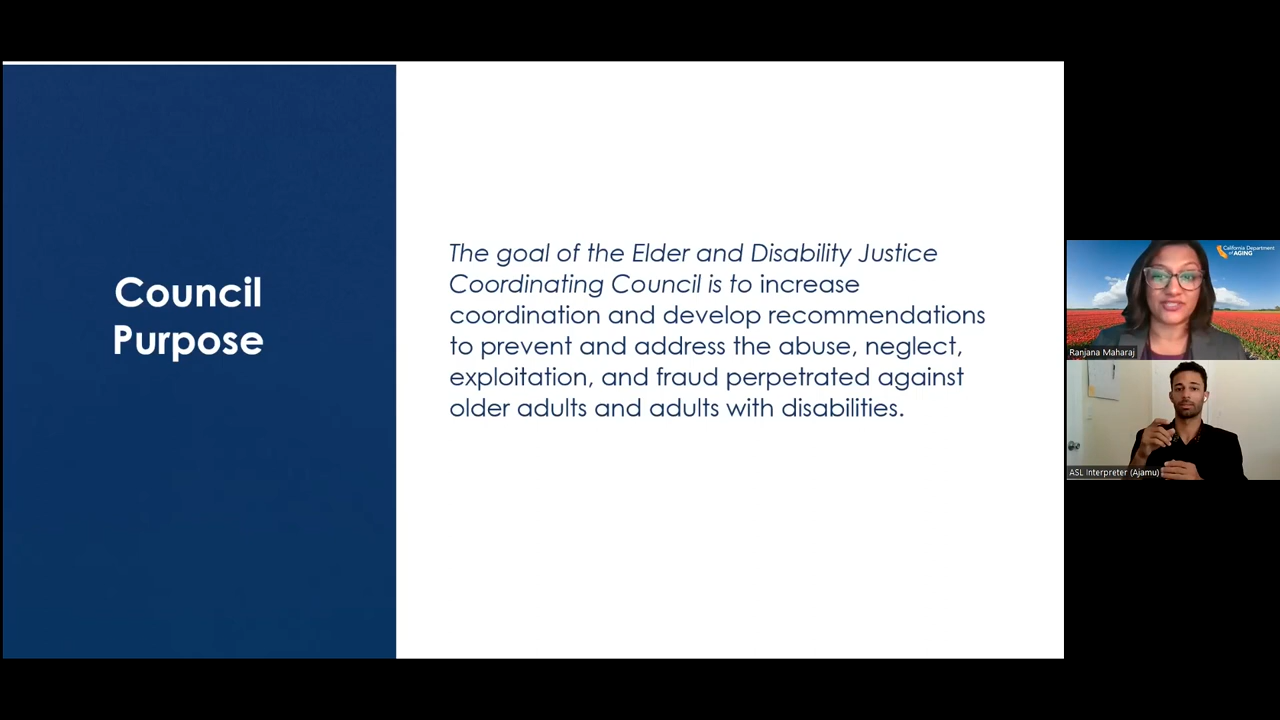 Council
Purpose
The goal of the Elder and Disability Justice
Coordinating Council is to increase
coordination and develop recommendations
to prevent and address the abuse, neglect,
exploitation, and fraud perpetrated against
older adults and adults with disabilities.
California Department
of AGING
Ranjana Maharaj
ASL Interpreter (Ajamu)